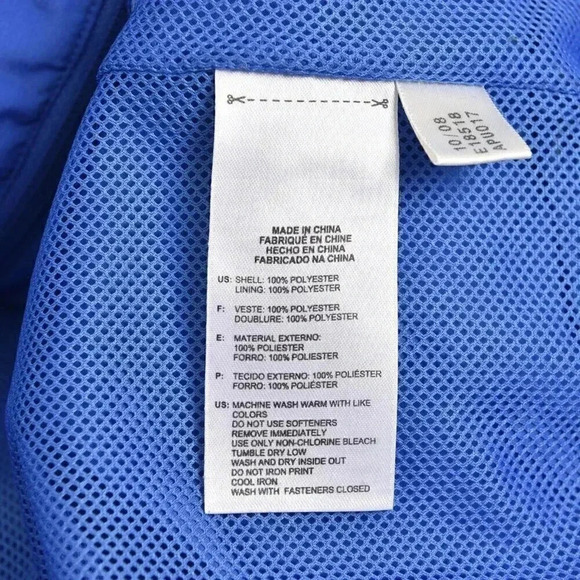 MADE IN CHINA
FABRIQUÉ EN CHINE
HECHO EN CHINA
FABRICADO NA CHINA
US: SHELL: 100% POLYESTER
LINING: 100% POLYESTER
F: VESTE: 100% POLYESTER
DOUBLURE: 100% POLYESTER
E: MATERIAL EXTERNO:
100% POLIESTER
FORRO: 100% POLIESTER
P: TECIDO EXTERNO: 100% POLIÉSTER
FORRO: 100% POLIÉSTER
US: MACHINE WASH WARM WITH LIKE
COLORS
DO NOT USE SOFTENERS
REMOVE IMMEDIATELY
USE ONLY NON-CHLORINE BLEACH
TUMBLE DRY LOW
WASH AND DRY INSIDE OUT
DO NOT IRON PRINT
COOL IRON
WASH WITH FASTENERS CLOSED
10/08
E18518
APU017